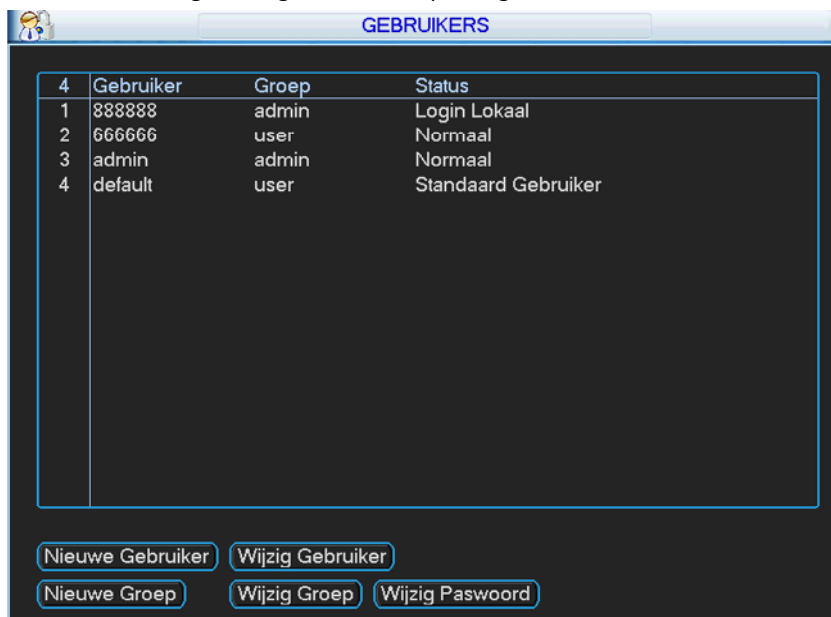 GEBRUIKERS
4 Gebruiker Groep Status
1 888888 admin Login Lokaal
2 666666 user Normaal
3 admin admin Normaal
4 default user Standaard Gebruiker
Nieuwe Gebruiker Wijzig Gebruiker
Nieuwe Groep Wijzig Groep Wijzig Paswoord